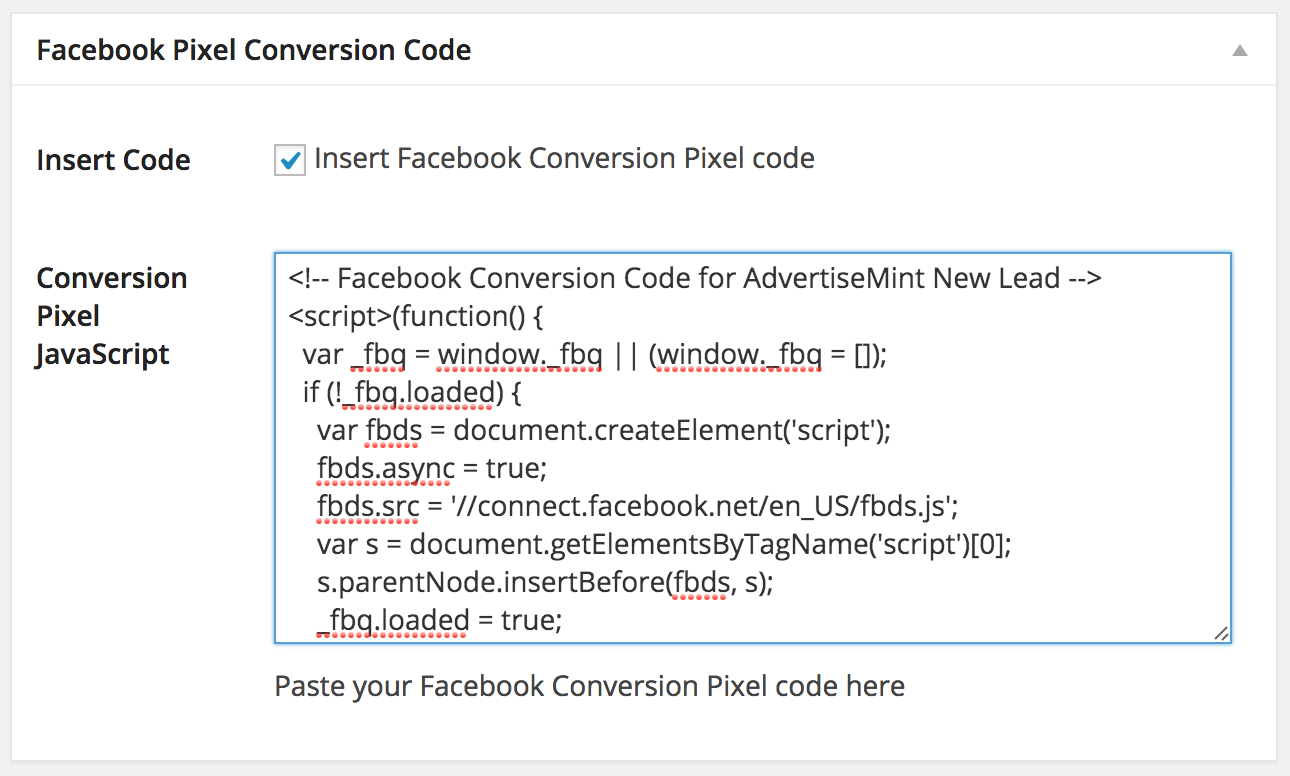 Facebook Pixel Conversion Code
Insert Code
Insert Facebook Conversion Pixel code
Conversion
Pixel
JavaScript
<!-- Facebook Conversion Code for AdvertiseMint New Lead -->
<script>(function() {
  var _fbq = window._fbq || (window._fbq = []);
  if (!_fbq.loaded) {
    var fbds = document.createElement('script');
    fbds.async = true;
    fbds.src = '//connect.facebook.net/en_US/fbds.js';
    var s = document.getElementsByTagName('script')[0];
    s.parentNode.insertBefore(fbds, s);
    _fbq.loaded = true;
Paste your Facebook Conversion Pixel code here